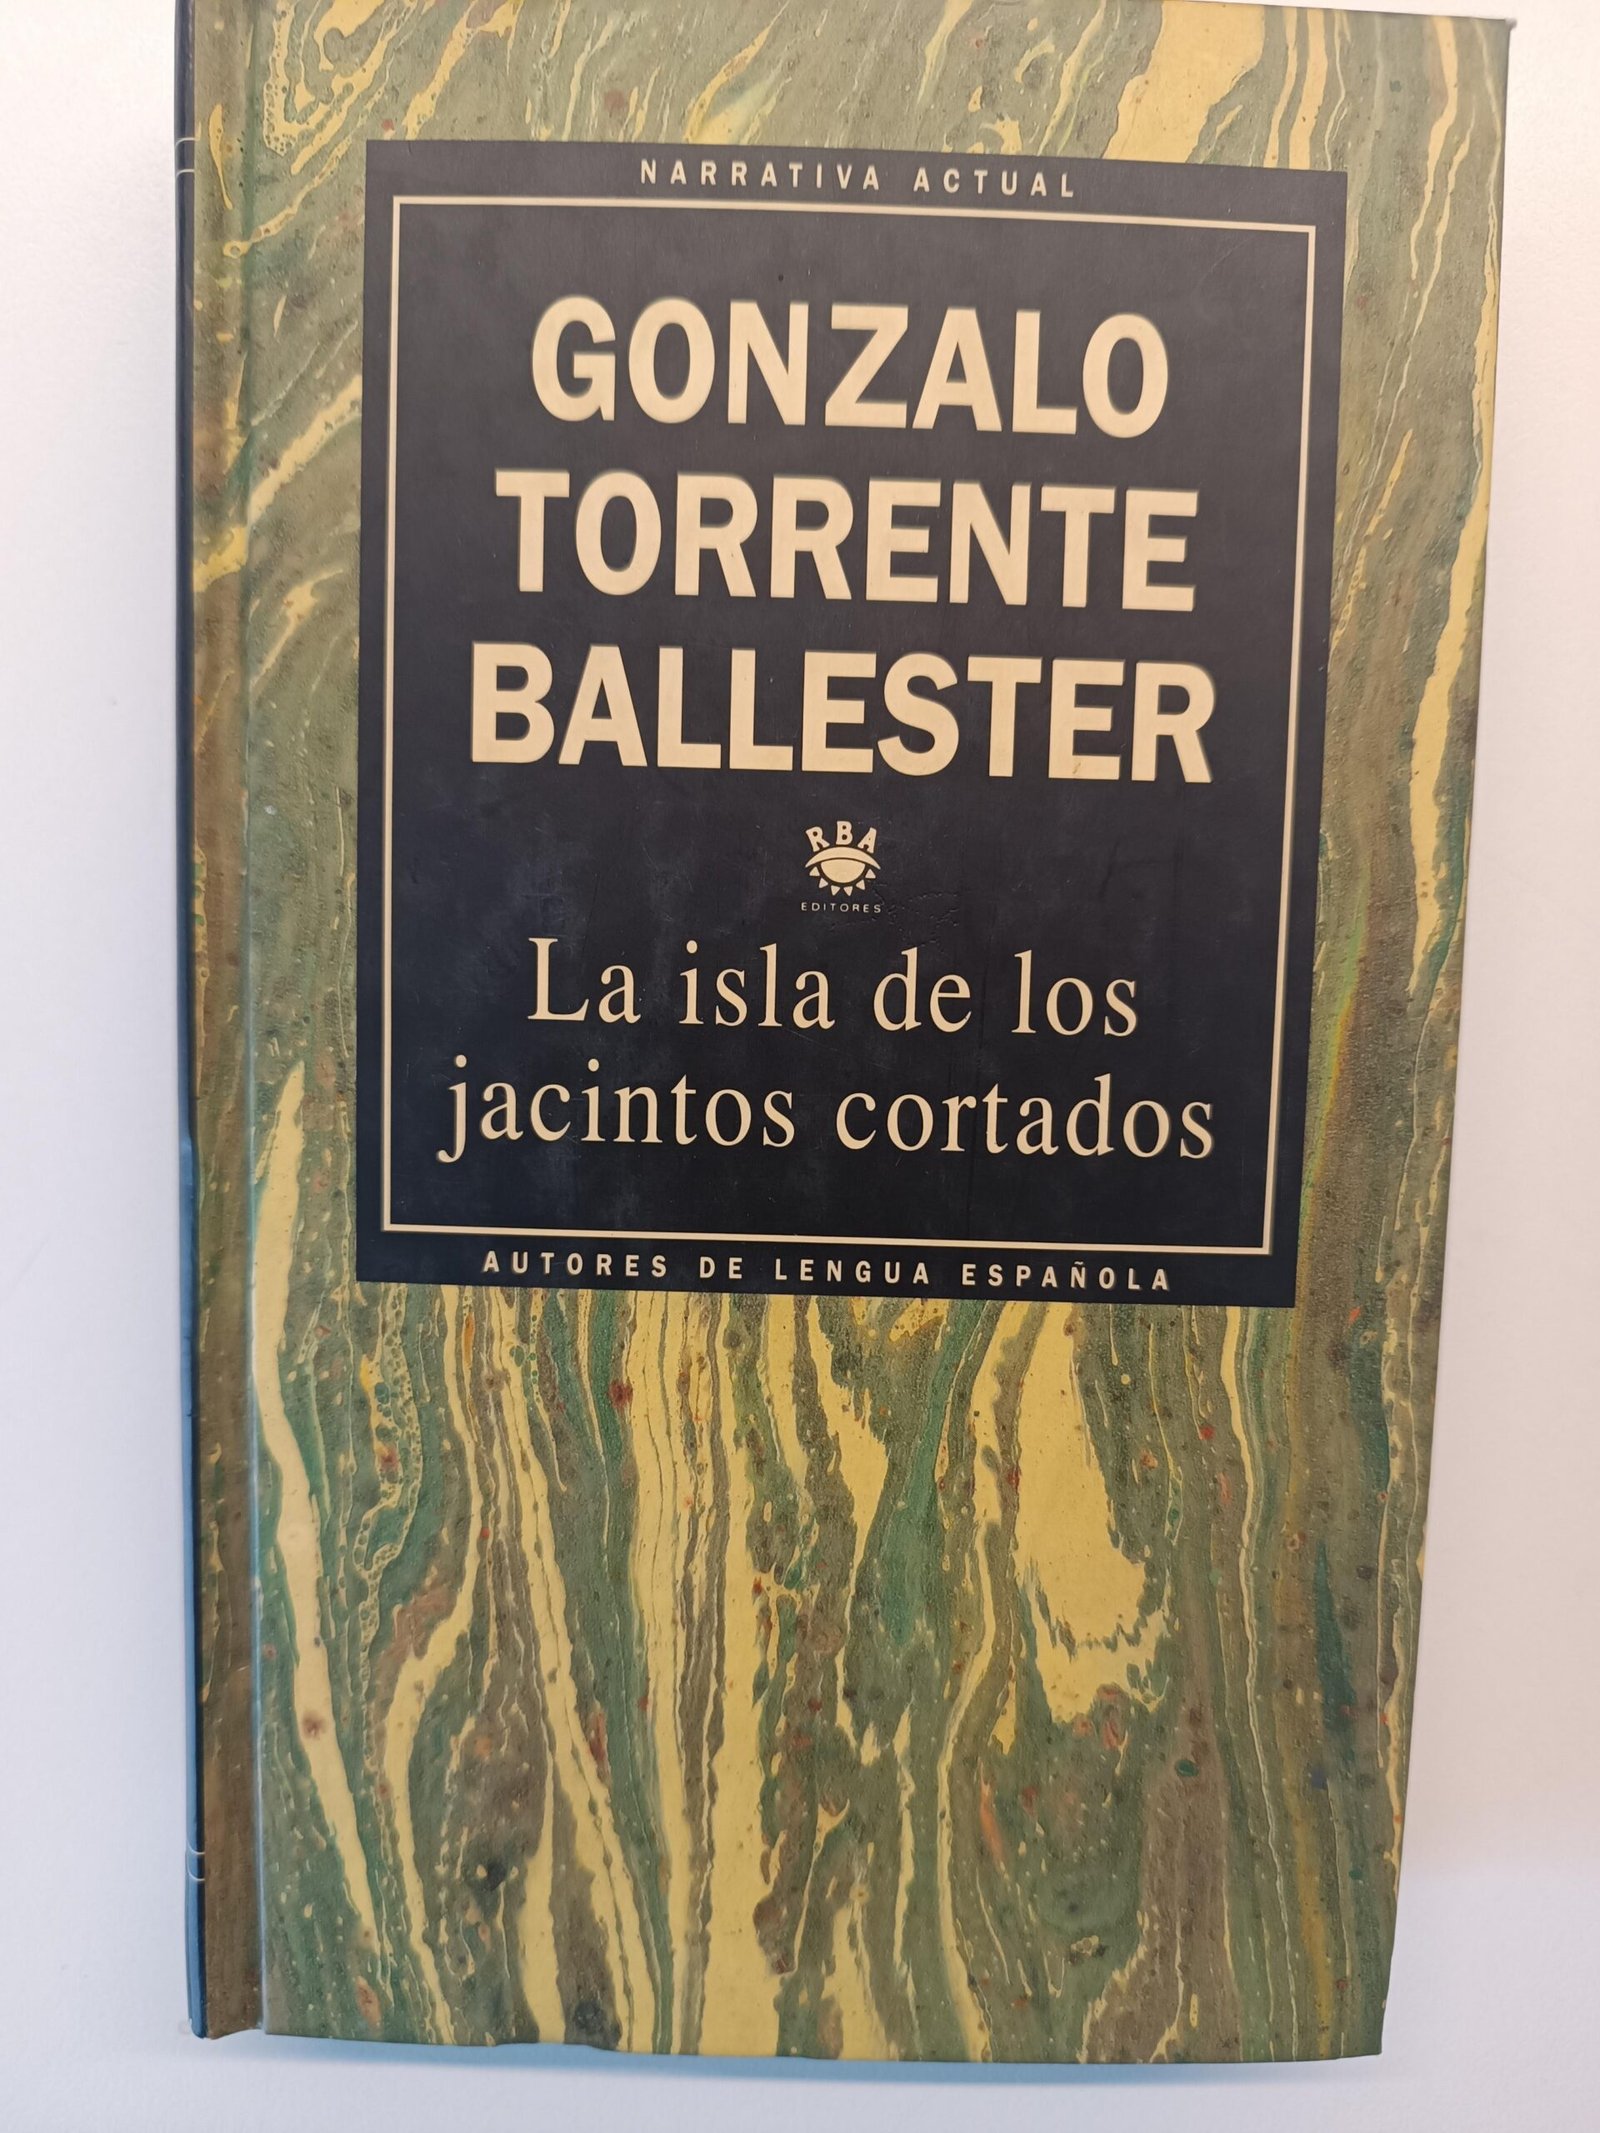 NARRATIVA ACTUAL
GONZALO
TORRENTE
BALLESTER
RBA
EDITORES
La isla de los
jacintos cortados
AUTORES DE LENGUA ESPAÑOLA